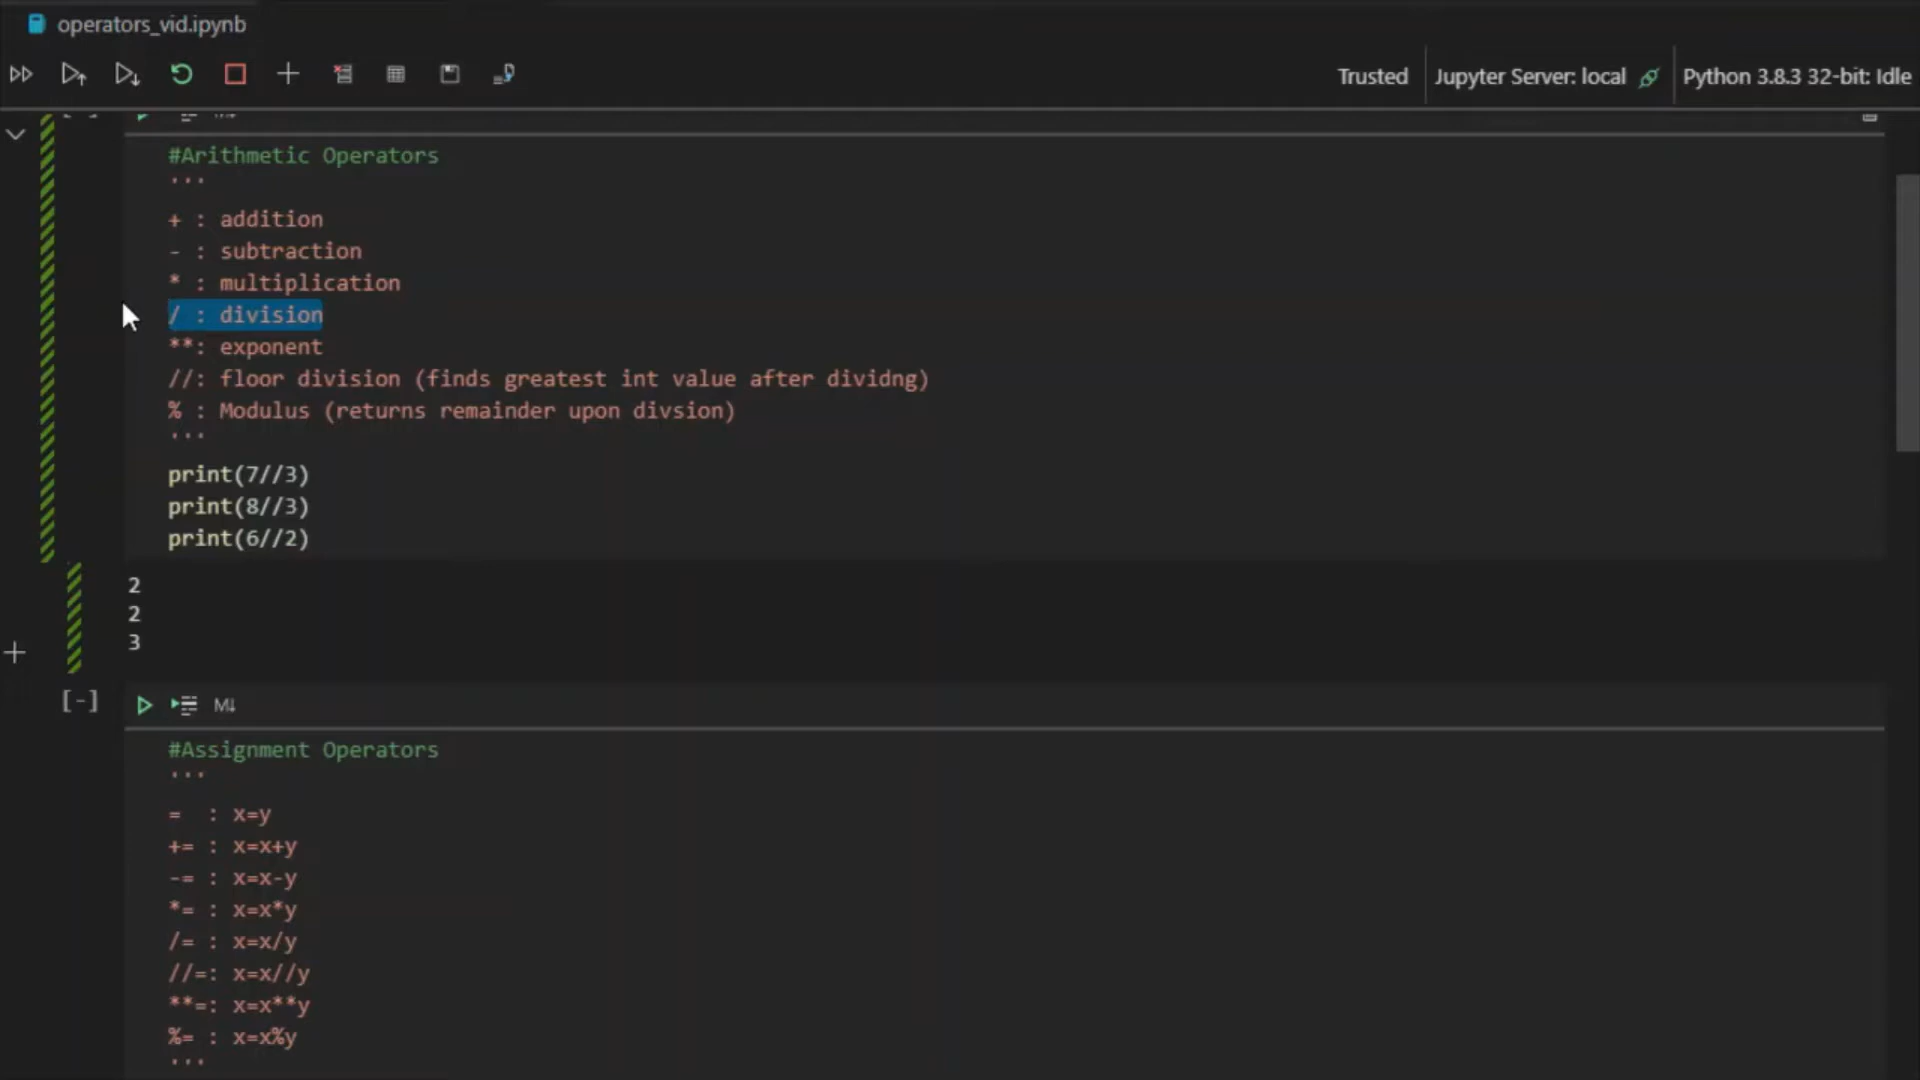 operators_vid.ipynb
Trusted
Jupyter Server: local
Python 3.8.3 32-bit: Idle
#Arithmetic Operators
'''
+ : addition
- : subtraction
* : multiplication
/ : division
**: exponent
//: floor division (finds greatest int value after dividng)
% : Modulus (returns remainder upon divsion)
'''
print(7//3)
print(8//3)
print(6//2)
2
2
3
[-]
M↓
#Assignment Operators
'''
=  : x=y
+= : x=x+y
-= : x=x-y
*= : x=x*y
/= : x=x/y
//=: x=x//y
**=: x=x**y
%= : x=x%y
'''